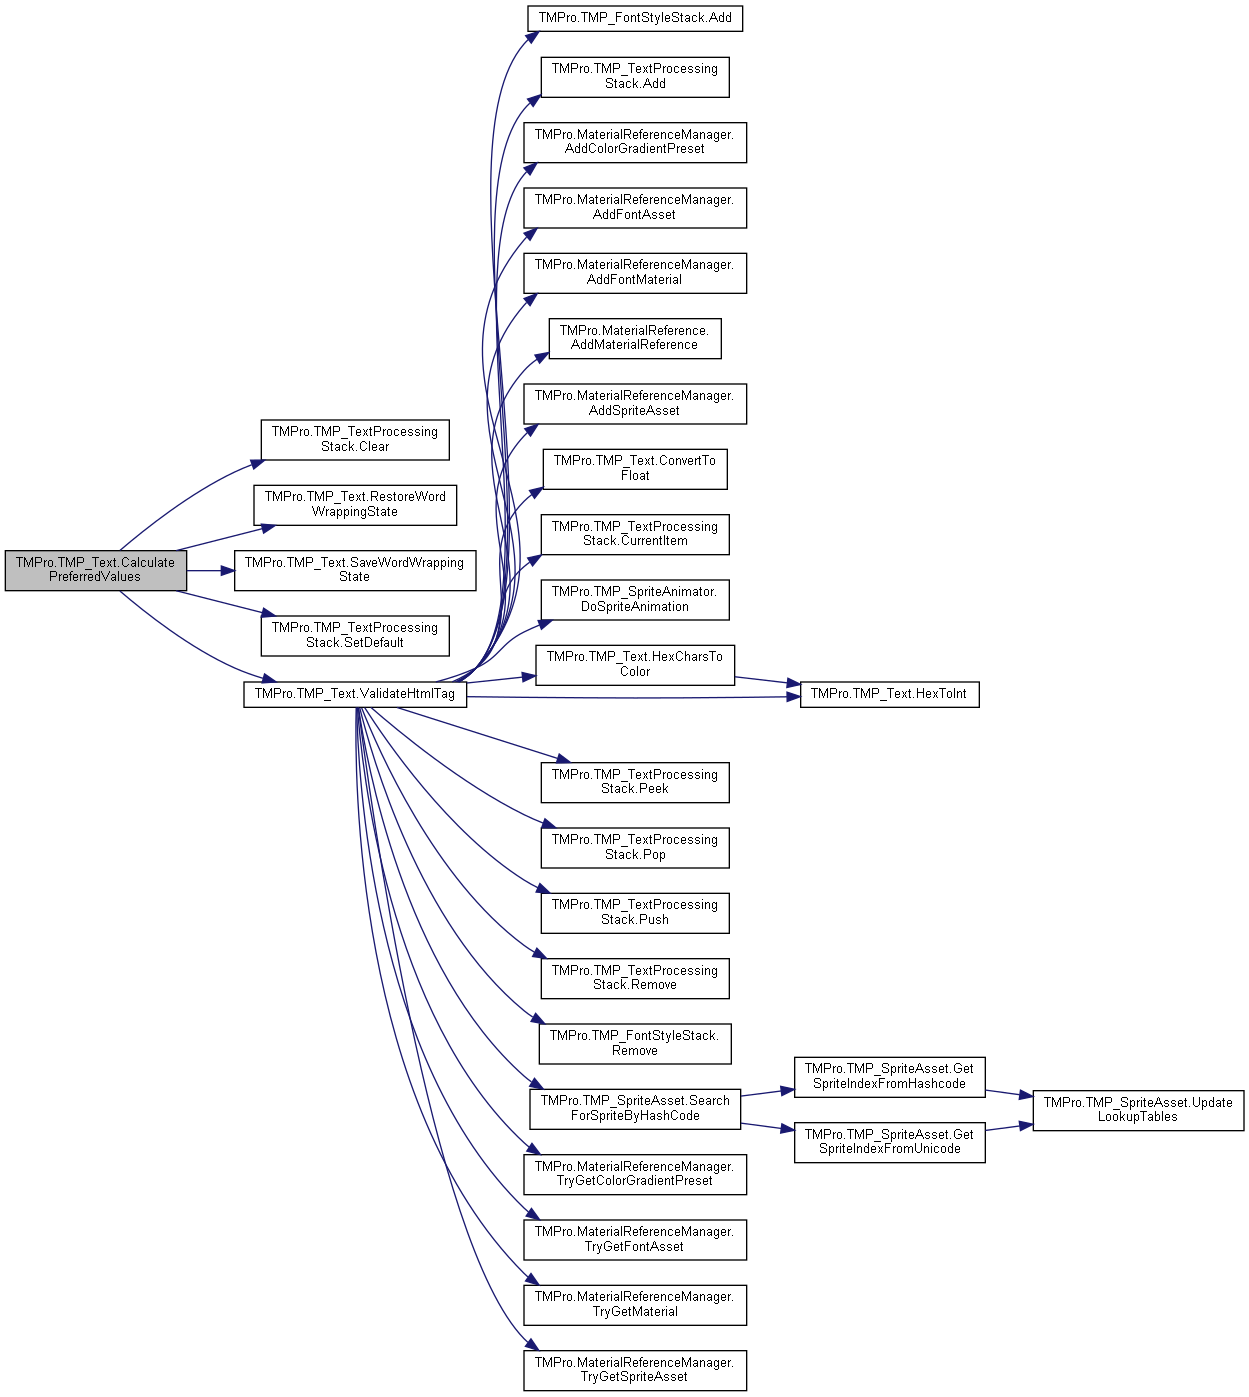 TMPro.TMP_Text.Calculate
PreferredValues
TMPro.TMP_TextProcessing
Stack.Clear
TMPro.TMP_Text.RestoreWord
WrappingState
TMPro.TMP_Text.SaveWordWrapping
State
TMPro.TMP_TextProcessing
Stack.SetDefault
TMPro.TMP_Text.ValidateHtmlTag
TMPro.TMP_FontStyleStack.Add
TMPro.TMP_TextProcessing
Stack.Add
TMPro.MaterialReferenceManager.
AddColorGradientPreset
TMPro.MaterialReferenceManager.
AddFontAsset
TMPro.MaterialReferenceManager.
AddFontMaterial
TMPro.MaterialReference.
AddMaterialReference
TMPro.MaterialReferenceManager.
AddSpriteAsset
TMPro.TMP_Text.ConvertTo
Float
TMPro.TMP_TextProcessing
Stack.CurrentItem
TMPro.TMP_SpriteAnimator.
DoSpriteAnimation
TMPro.TMP_Text.HexCharsTo
Color
TMPro.TMP_Text.HexToInt
TMPro.TMP_TextProcessing
Stack.Peek
TMPro.TMP_TextProcessing
Stack.Pop
TMPro.TMP_TextProcessing
Stack.Push
TMPro.TMP_TextProcessing
Stack.Remove
TMPro.TMP_FontStyleStack.
Remove
TMPro.TMP_SpriteAsset.Search
ForSpriteByHashCode
TMPro.TMP_SpriteAsset.Get
SpriteIndexFromHashcode
TMPro.TMP_SpriteAsset.Get
SpriteIndexFromUnicode
TMPro.TMP_SpriteAsset.Update
LookupTables
TMPro.MaterialReferenceManager.
TryGetColorGradientPreset
TMPro.MaterialReferenceManager.
TryGetFontAsset
TMPro.MaterialReferenceManager.
TryGetMaterial
TMPro.MaterialReferenceManager.
TryGetSpriteAsset